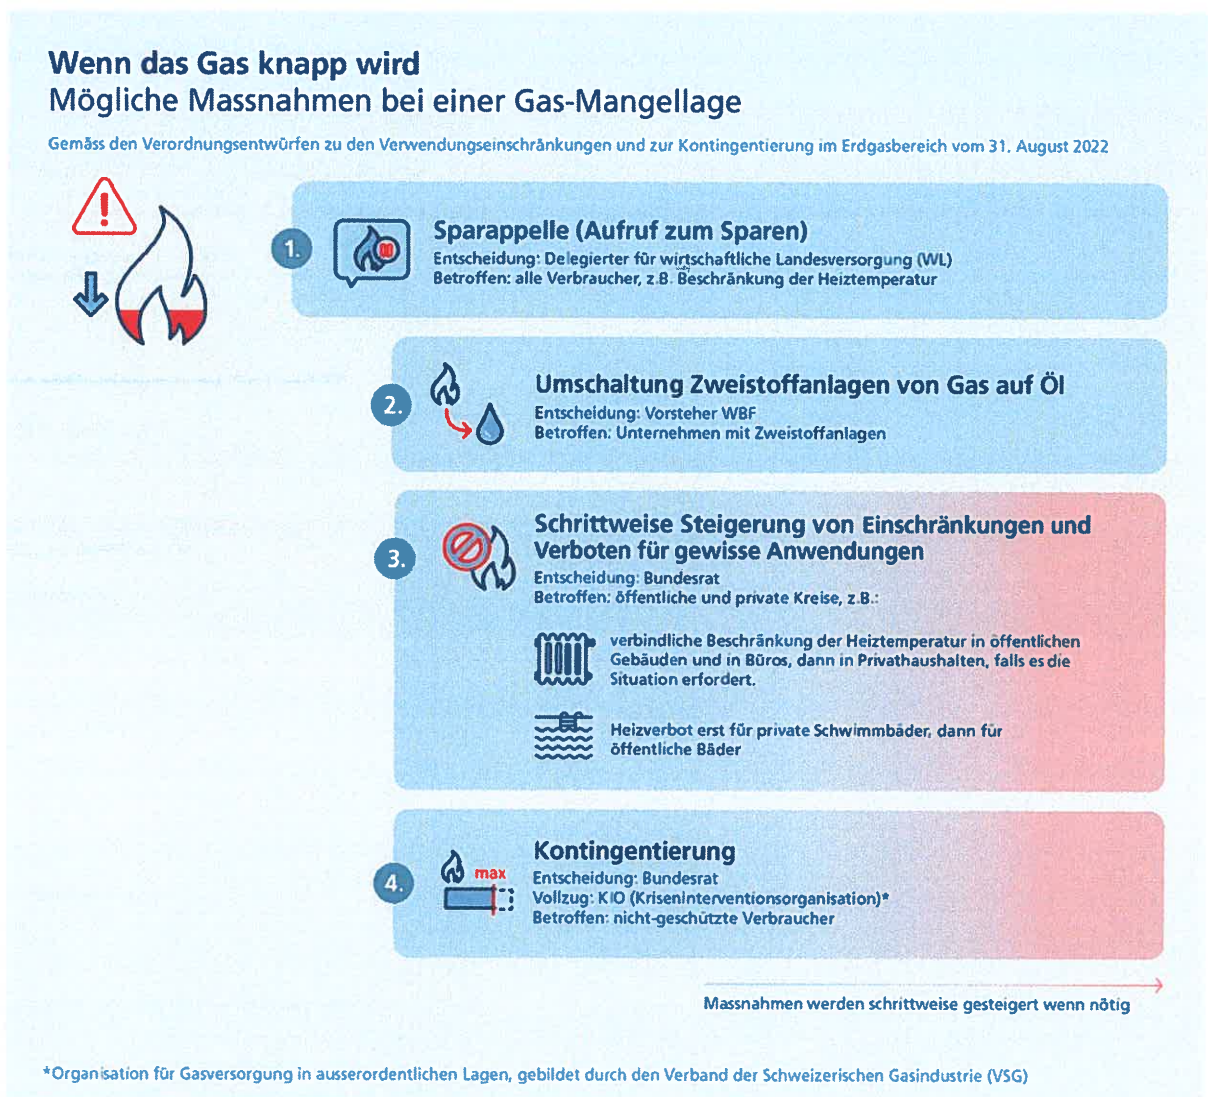 Wenn das Gas knapp wird
Mögliche Massnahmen bei einer Gas-Mangellage
Gemäss den Verordnungsentwürfen zu den Verwendungseinschränkungen und zur Kontingentierung im Erdgasbereich vom 31. August 2022
1.
Sparappelle (Aufruf zum Sparen)
Entscheidung: Delegierter für wirtschaftliche Landesversorgung (WL)
Betroffen: alle Verbraucher, z.B. Beschränkung der Heiztemperatur
2.
Umschaltung Zweistoffanlagen von Gas auf Öl
Entscheidung: Vorsteher WBF
Betroffen: Unternehmen mit Zweistoffanlagen
3.
Schrittweise Steigerung von Einschränkungen und
Verboten für gewisse Anwendungen
Entscheidung: Bundesrat
Betroffen: öffentliche und private Kreise, z.B.:
verbindliche Beschränkung der Heiztemperatur in öffentlichen
Gebäuden und in Büros, dann in Privathaushalten, falls es die
Situation erfordert.
Heizverbot erst für private Schwimmbäder, dann für
öffentliche Bäder
4.
max
Kontingentierung
Entscheidung: Bundesrat
Vollzug: KIO (KrisenInterventionsorganisation)*
Betroffen: nicht-geschützte Verbraucher
Massnahmen werden schrittweise gesteigert wenn nötig
*Organisation für Gasversorgung in ausserordentlichen Lagen, gebildet durch den Verband der Schweizerischen Gasindustrie (VSG)